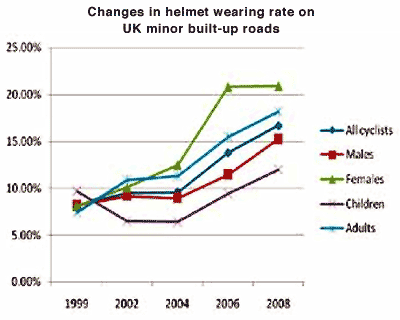 Changes in helmet wearing rate on
UK minor built-up roads
25.00%
20.00%
15.00%
10.00%
5.00%
0.00%
1999 2002 2004 2006 2008
All cyclists
Males
Females
Children
Adults